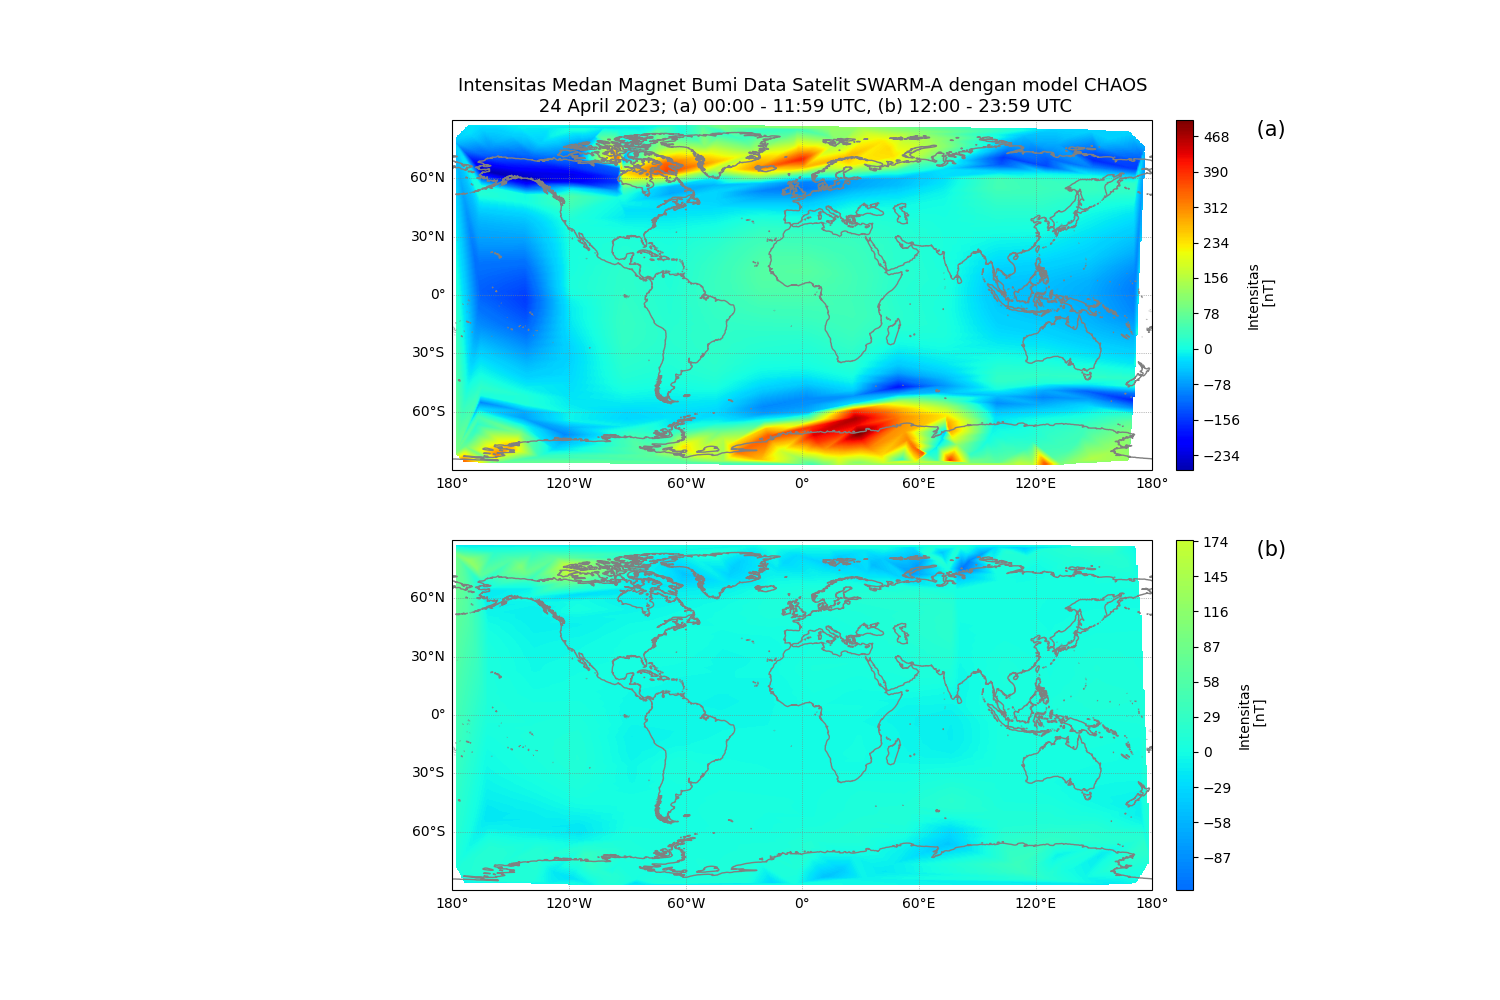 Intensitas Medan Magnet Bumi Data Satelit SWARM-A dengan model CHAOS
24 April 2023; (a) 00:00 - 11:59 UTC, (b) 12:00 - 23:59 UTC
(a)
60°N
30°N
0°
30°S
60°S
180° 120°W 60°W 0° 60°E 120°E 180°
468
390
312
234
156
78
0
−78
−156
−234
Intensitas
[nT]
(b)
60°N
30°N
0°
30°S
60°S
180° 120°W 60°W 0° 60°E 120°E 180°
174
145
116
87
58
29
0
−29
−58
−87
Intensitas
[nT]